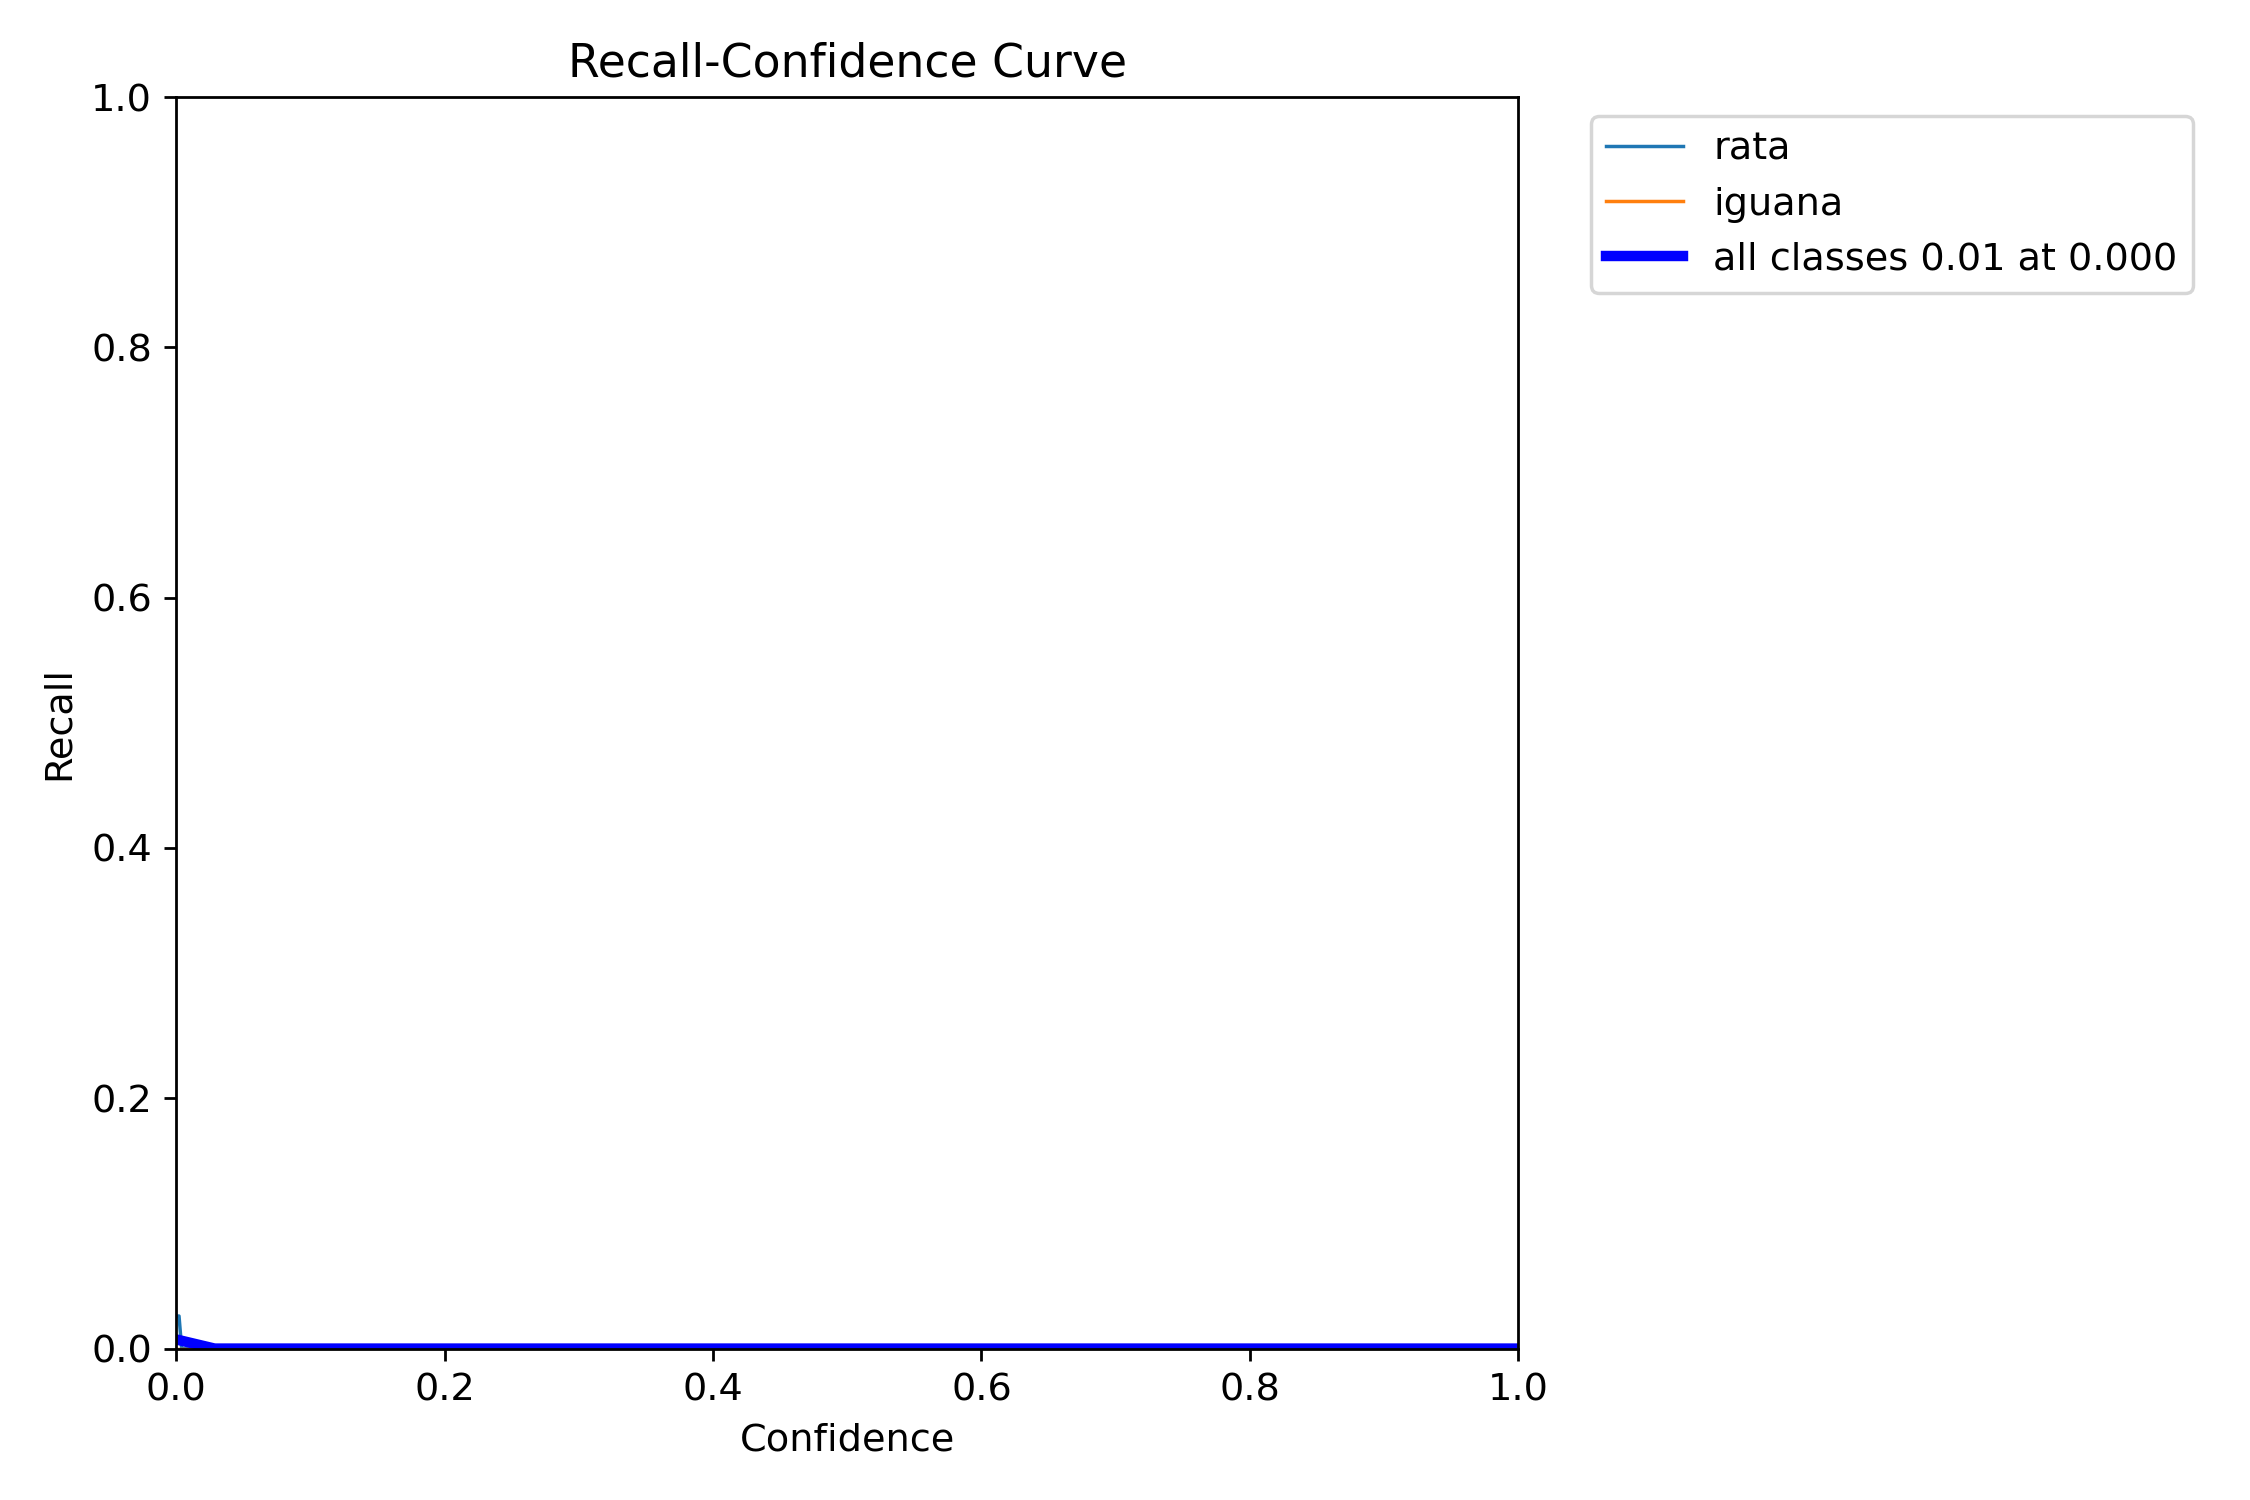 Recall-Confidence Curve
1.0
0.8
0.6
0.4
0.2
0.0
Recall
0.0 0.2 0.4 0.6 0.8 1.0
Confidence
rata
iguana
all classes 0.01 at 0.000